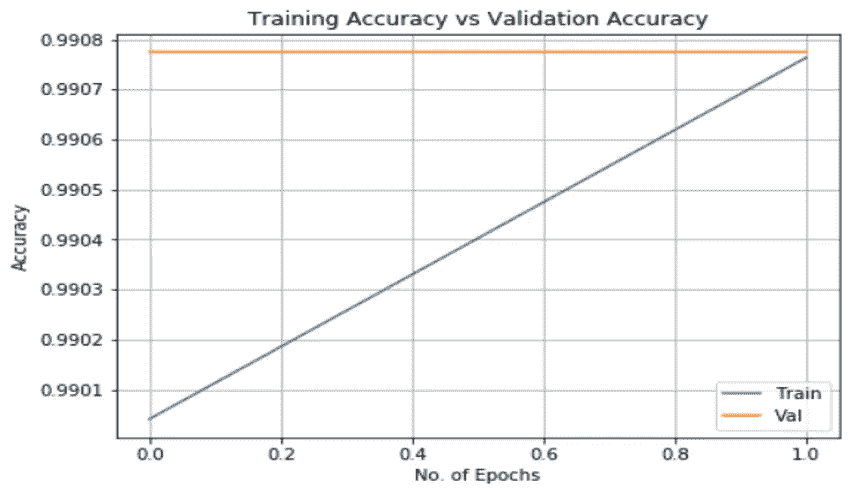 Training Accuracy vs Validation Accuracy
0.9908
0.9907
0.9906
0.9905
0.9904
0.9903
0.9902
0.9901
Accuracy
0.0 0.2 0.4 0.6 0.8 1.0
No. of Epochs
Train
Val